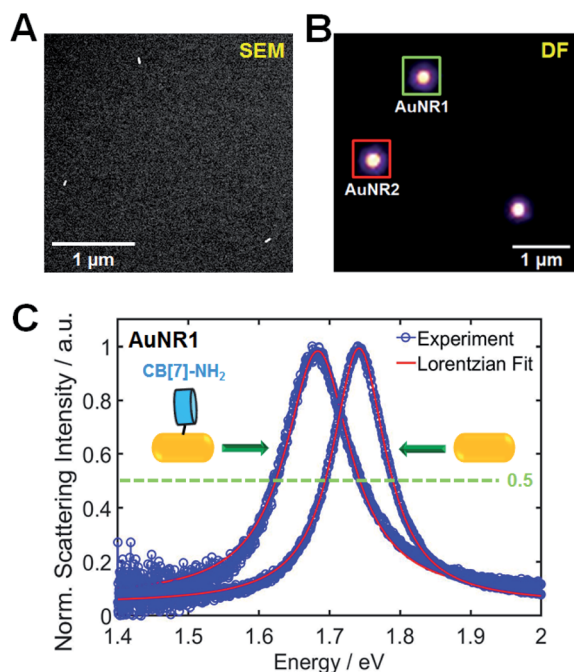 A
SEM
1 µm
B
DF
AuNR1
AuNR2
1 µm
C
AuNR1
CB[7]-NH2
Experiment
Lorentzian Fit
0.5
Norm. Scattering Intensity / a.u.
1
0.8
0.6
0.4
0.2
0
1.4 1.5 1.6 1.7 1.8 1.9 2
Energy / eV